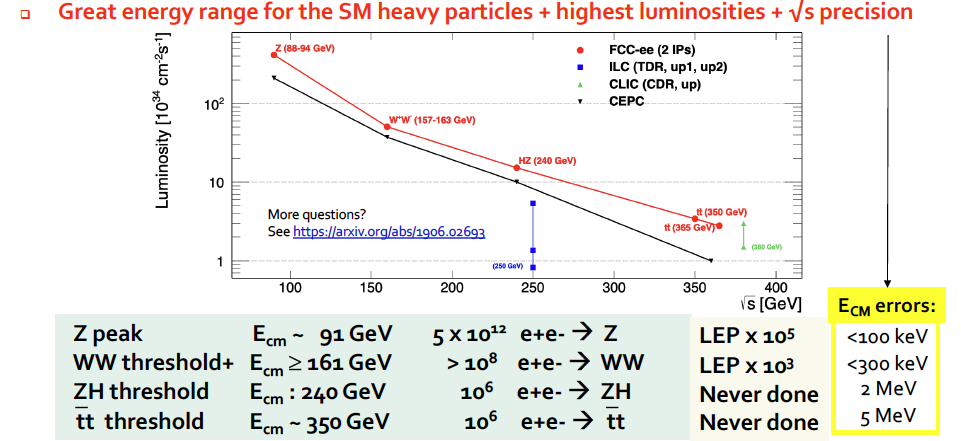 Great energy range for the SM heavy particles + highest luminosities + √s precision
Luminosity [10³⁴ cm⁻²s⁻¹]
10²
10
1
Z (88-94 GeV)
W⁺W⁻ (157-163 GeV)
HZ (240 GeV)
tt̄ (350 GeV)
tt̄ (365 GeV)
(380 GeV)
(250 GeV)
FCC-ee (2 IPs)
ILC (TDR, up1, up2)
CLIC (CDR, up)
CEPC
More questions?
See https://arxiv.org/abs/1906.02693
100 150 200 250 300 350 400
√s [GeV]
E_CM errors:
Z peak E_cm ~ 91 GeV 5 x 10¹² e+e- → Z LEP x 10⁵ <100 keV
WW threshold+ E_cm ≥ 161 GeV > 10⁸ e+e- → WW LEP x 10³ <300 keV
ZH threshold E_cm : 240 GeV 10⁶ e+e- → ZH Never done 2 MeV
t̄t threshold E_cm ~ 350 GeV 10⁶ e+e- → t̄t Never done 5 MeV